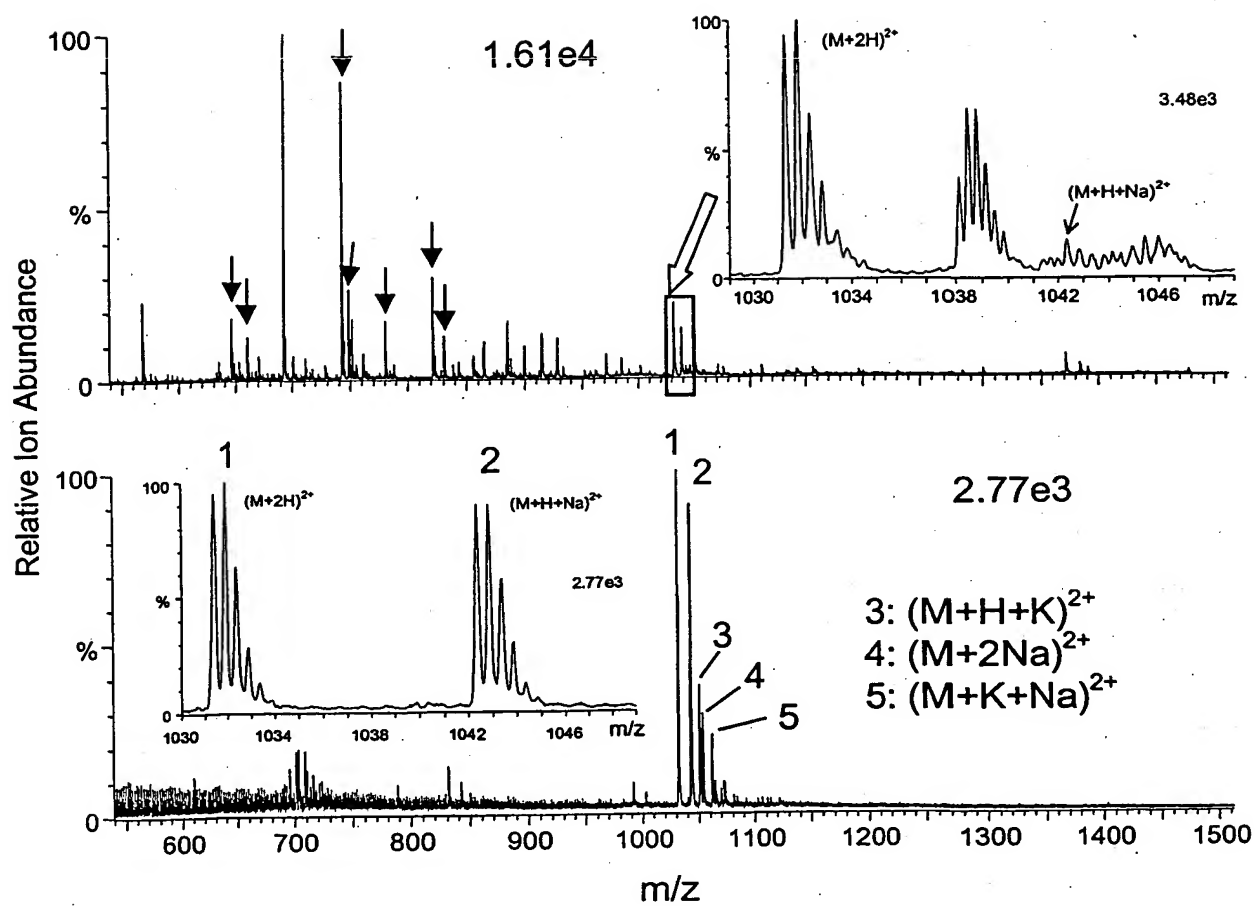 Relative Ion Abundance
100
%
0
1.61e4
100
%
0
(M+2H)²⁺
3.48e3
(M+H+Na)²⁺
1030 1034 1038 1042 1046 m/z
100
%
0
1
2
2.77e3
3
4
5
3: (M+H+K)²⁺
4: (M+2Na)²⁺
5: (M+K+Na)²⁺
1
2
100
%
0
(M+2H)²⁺
(M+H+Na)²⁺
2.77e3
1030 1034 1038 1042 1046 m/z
600 700 800 900 1000 1100 1200 1300 1400 1500
m/z